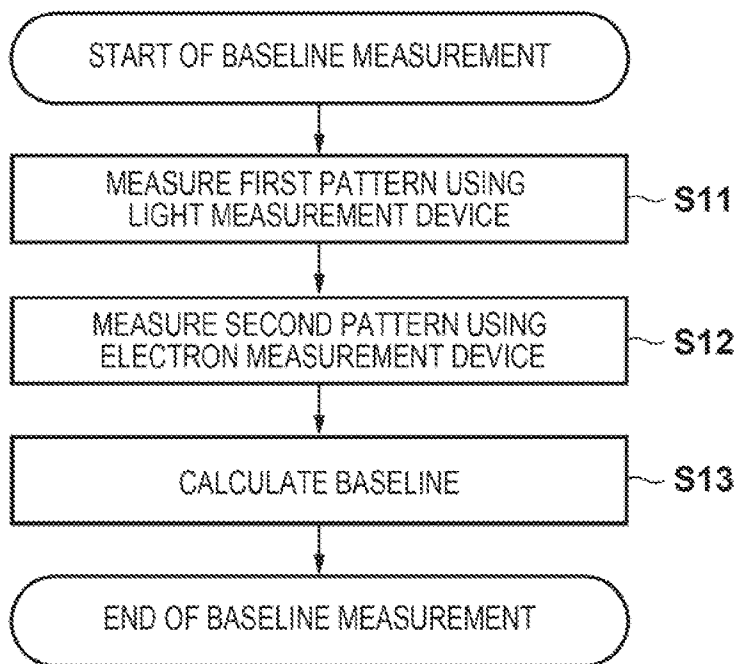 START OF BASELINE MEASUREMENT
MEASURE FIRST PATTERN USING
LIGHT MEASUREMENT DEVICE
S11
MEASURE SECOND PATTERN USING
ELECTRON MEASUREMENT DEVICE
S12
CALCULATE BASELINE
S13
END OF BASELINE MEASUREMENT